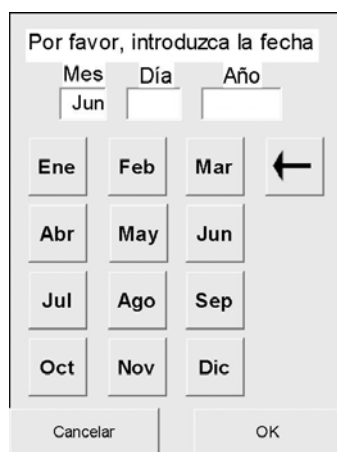 Por favor, introduzca la fecha
Mes Día Año
Jun
Ene Feb Mar
Abr May Jun
Jul Ago Sep
Oct Nov Dic
Cancelar OK